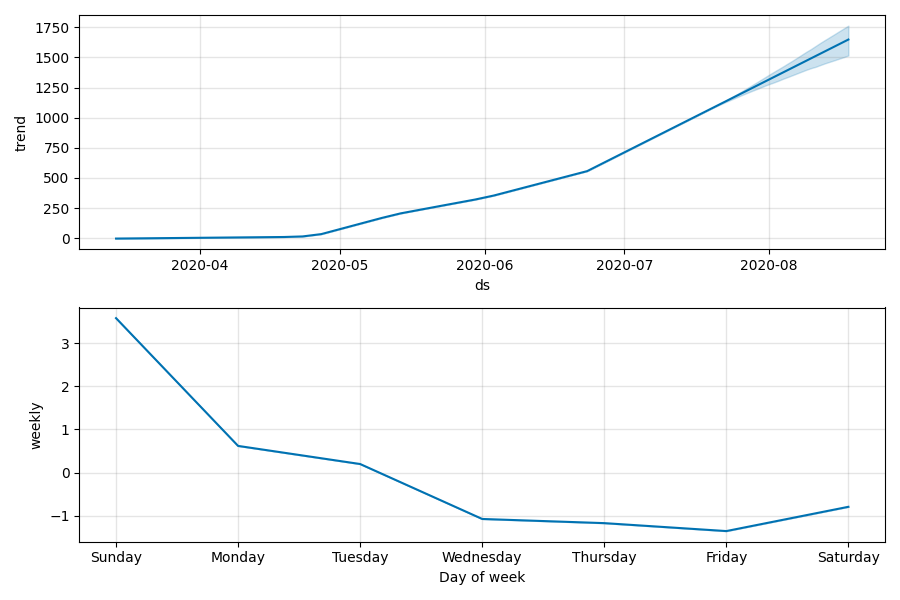 1750
1500
1250
1000
750
500
250
0
trend
2020-04 2020-05 2020-06 2020-07 2020-08
ds
3
2
1
0
−1
weekly
Sunday Monday Tuesday Wednesday Thursday Friday Saturday
Day of week